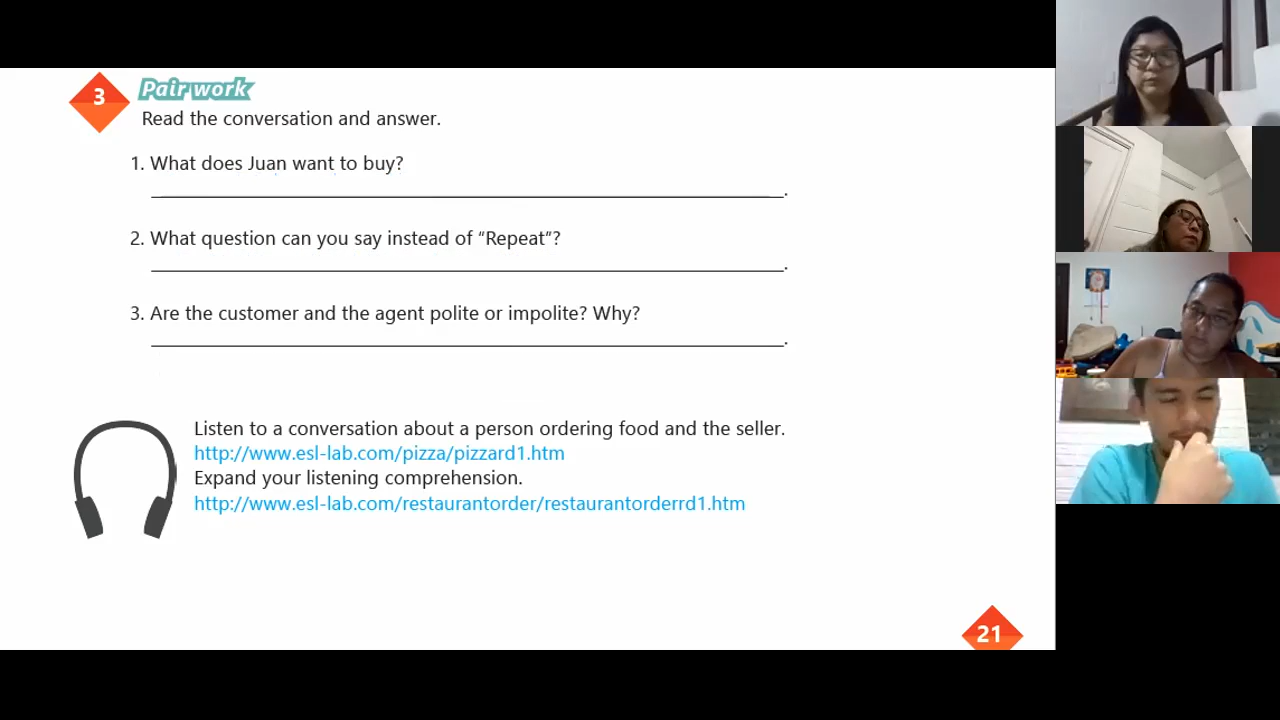 3
Pair work
Read the conversation and answer.
1. What does Juan want to buy?
.
2. What question can you say instead of “Repeat”?
.
3. Are the customer and the agent polite or impolite? Why?
.
Listen to a conversation about a person ordering food and the seller.
http://www.esl-lab.com/pizza/pizzard1.htm
Expand your listening comprehension.
http://www.esl-lab.com/restaurantorder/restaurantorderrd1.htm
21